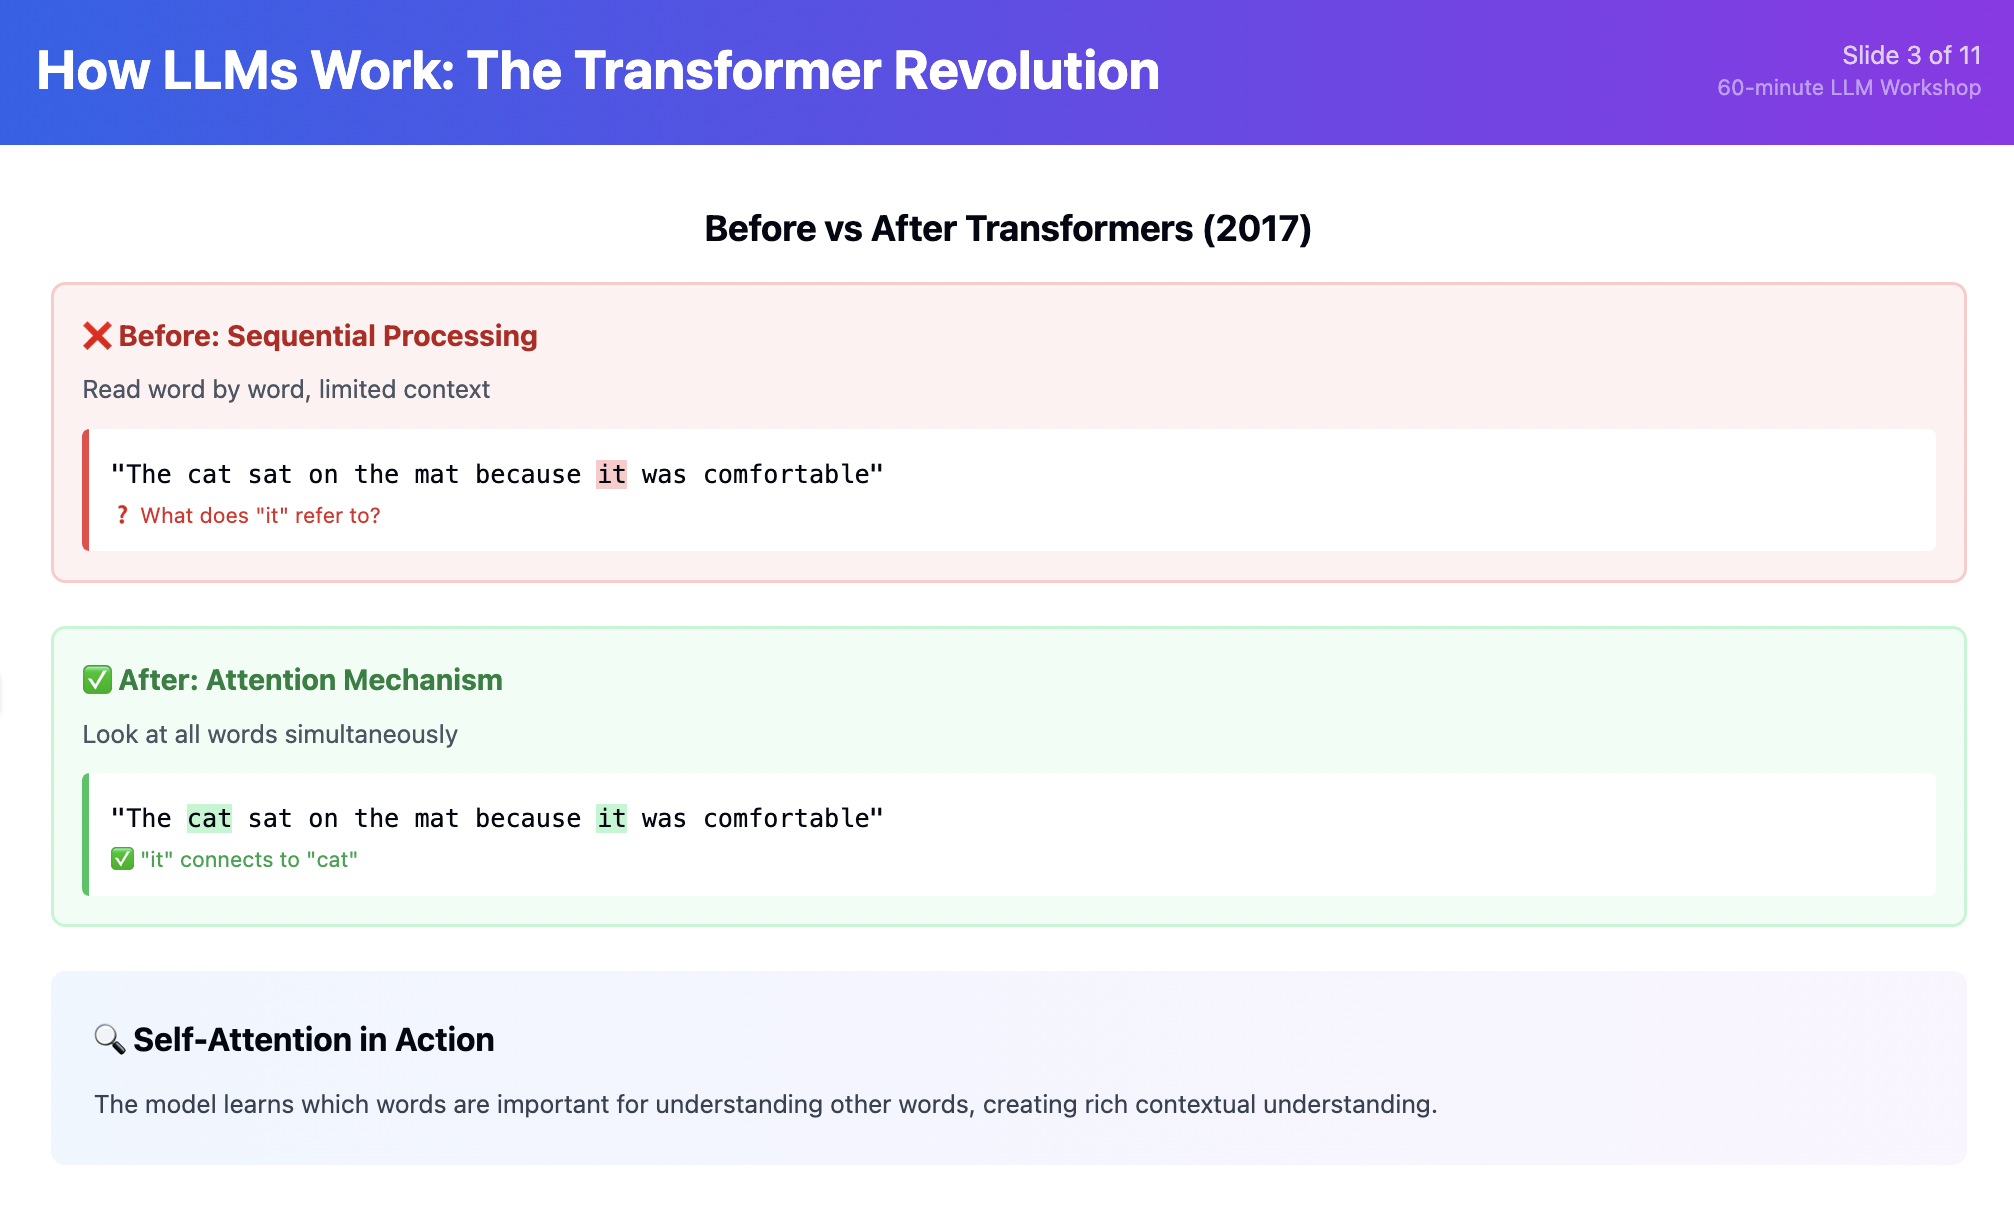 How LLMs Work: The Transformer Revolution
Slide 3 of 11
60-minute LLM Workshop
Before vs After Transformers (2017)
❌ Before: Sequential Processing
Read word by word, limited context
"The cat sat on the mat because it was comfortable"
❓ What does "it" refer to?
✅ After: Attention Mechanism
Look at all words simultaneously
"The cat sat on the mat because it was comfortable"
✅ "it" connects to "cat"
🔍 Self-Attention in Action
The model learns which words are important for understanding other words, creating rich contextual understanding.